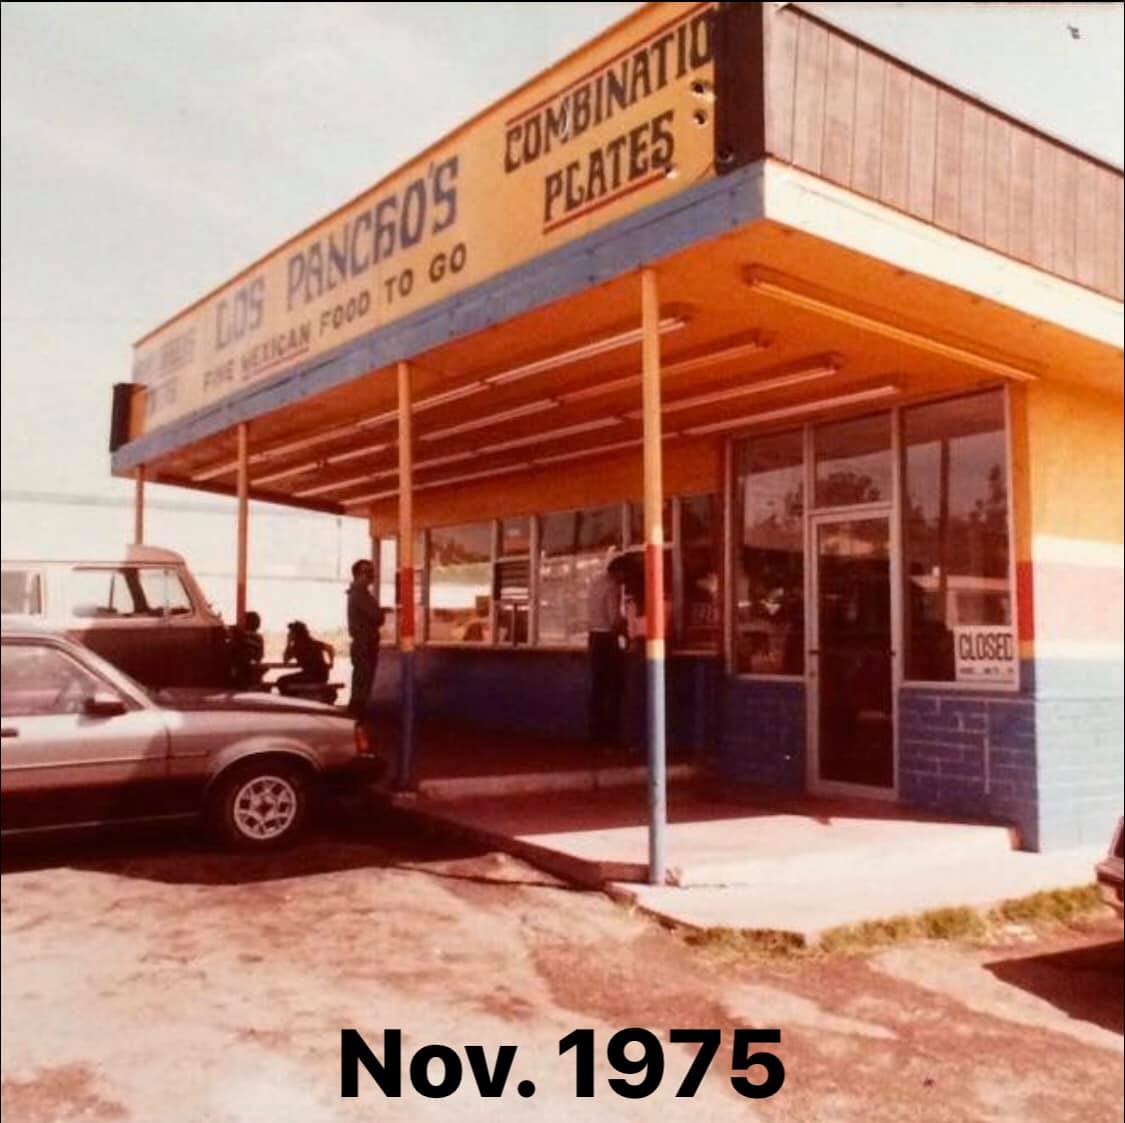 LOS PANCHO'S
FINE MEXICAN FOOD TO GO
COMBINATIO
PLATES
CLOSED
Nov. 1975